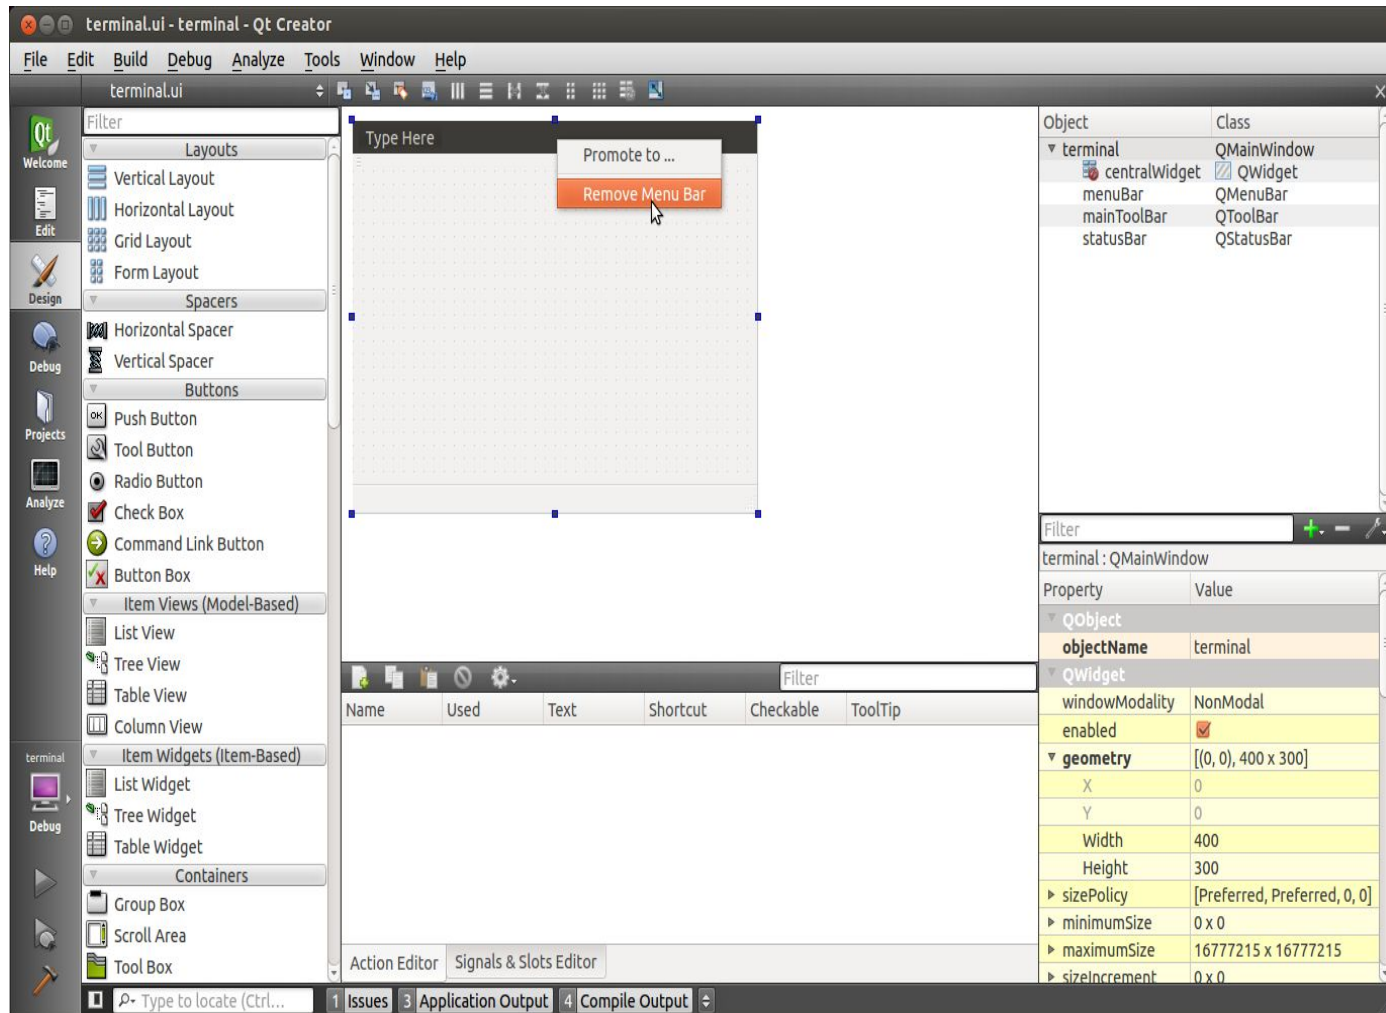 terminal.ui - terminal - Qt Creator
File Edit Build Debug Analyze Tools Window Help
terminal.ui
Qt
Welcome
Edit
Design
Debug
Projects
Analyze
Help
terminal
Debug
Filter
Layouts
Vertical Layout
Horizontal Layout
Grid Layout
Form Layout
Spacers
Horizontal Spacer
Vertical Spacer
Buttons
OK Push Button
Tool Button
Radio Button
Check Box
Command Link Button
Button Box
Item Views (Model-Based)
List View
Tree View
Table View
Column View
Item Widgets (Item-Based)
List Widget
Tree Widget
Table Widget
Containers
Group Box
Scroll Area
Tool Box
Type Here
Promote to ...
Remove Menu Bar
Filter
Name Used Text Shortcut Checkable ToolTip
Action Editor Signals & Slots Editor
Object Class
terminal QMainWindow
centralWidget QWidget
menuBar QMenuBar
mainToolBar QToolBar
statusBar QStatusBar
Filter
terminal : QMainWindow
Property Value
QObject
objectName terminal
QWidget
windowModality NonModal
enabled
geometry [(0, 0), 400 x 300]
X 0
Y 0
Width 400
Height 300
sizePolicy [Preferred, Preferred, 0, 0]
minimumSize 0 x 0
maximumSize 16777215 x 16777215
sizeIncrement 0 x 0
Type to locate (Ctrl... 1 Issues 3 Application Output 4 Compile Output